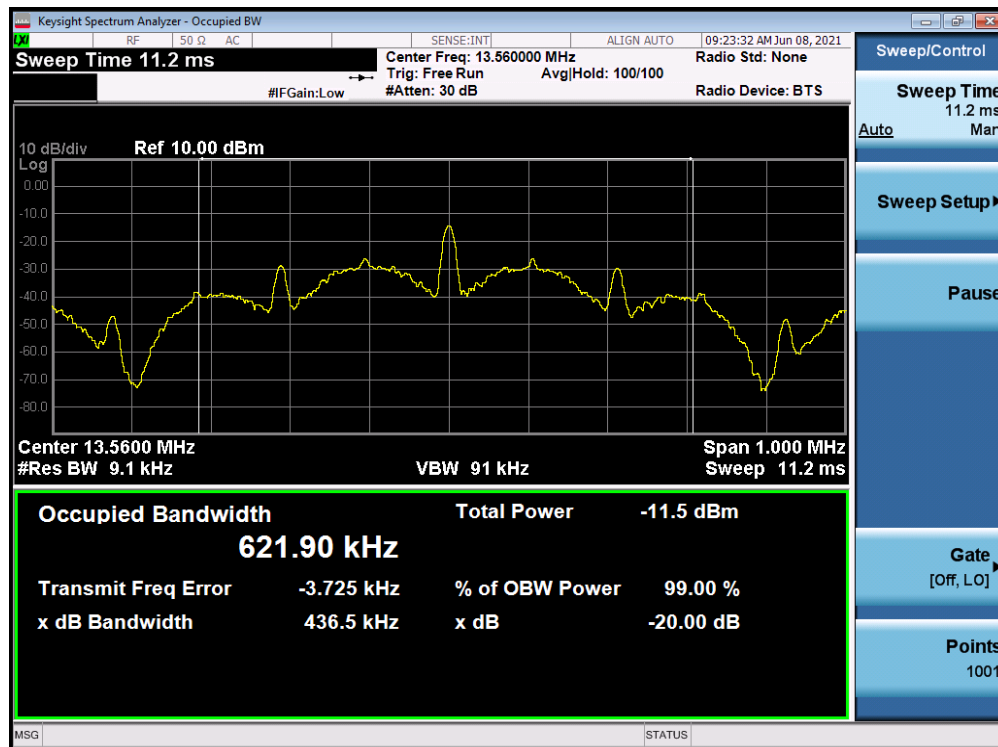 Keysight Spectrum Analyzer - Occupied BW
LXI RF 50 Ω AC SENSE:INT ALIGN AUTO 09:23:32 AM Jun 08, 2021
Sweep Time 11.2 ms
Center Freq: 13.560000 MHz Radio Std: None
Trig: Free Run Avg|Hold: 100/100
#IFGain:Low #Atten: 30 dB Radio Device: BTS
10 dB/div Ref 10.00 dBm
Log
0.00
-10.0
-20.0
-30.0
-40.0
-50.0
-60.0
-70.0
-80.0
Center 13.5600 MHz Span 1.000 MHz
#Res BW 9.1 kHz VBW 91 kHz Sweep 11.2 ms
Occupied Bandwidth Total Power -11.5 dBm
621.90 kHz
Transmit Freq Error -3.725 kHz % of OBW Power 99.00 %
x dB Bandwidth 436.5 kHz x dB -20.00 dB
MSG STATUS
Sweep/Control
Sweep Time
11.2 ms
Auto Man
Sweep Setup
Pause
Gate
[Off, LO]
Points
1001